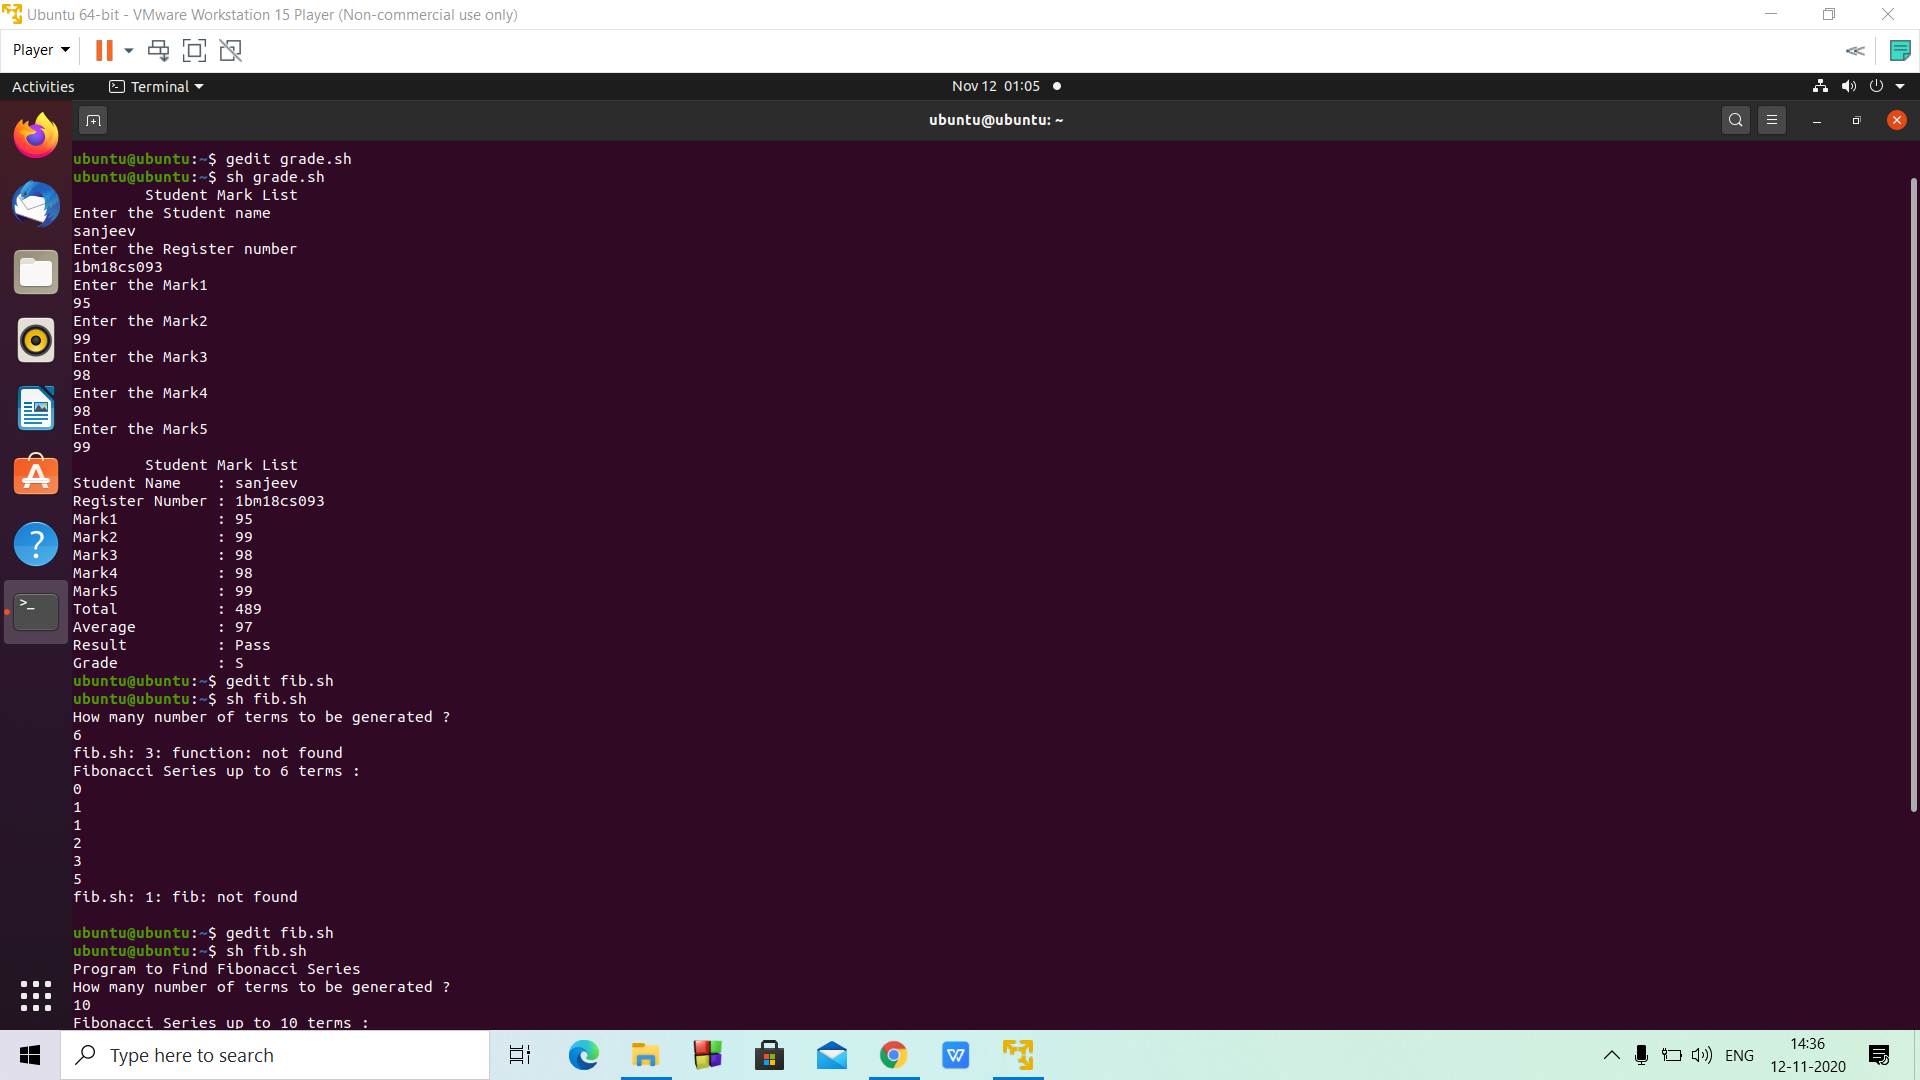 Ubuntu 64-bit - VMware Workstation 15 Player (Non-commercial use only)
Player
Activities Terminal Nov 12 01:05
ubuntu@ubuntu: ~
ubuntu@ubuntu:~$ gedit grade.sh
ubuntu@ubuntu:~$ sh grade.sh
Student Mark List
Enter the Student name
sanjeev
Enter the Register number
1bm18cs093
Enter the Mark1
95
Enter the Mark2
99
Enter the Mark3
98
Enter the Mark4
98
Enter the Mark5
99
Student Mark List
Student Name : sanjeev
Register Number : 1bm18cs093
Mark1 : 95
Mark2 : 99
Mark3 : 98
Mark4 : 98
Mark5 : 99
Total : 489
Average : 97
Result : Pass
Grade : S
ubuntu@ubuntu:~$ gedit fib.sh
ubuntu@ubuntu:~$ sh fib.sh
How many number of terms to be generated ?
6
fib.sh: 3: function: not found
Fibonacci Series up to 6 terms :
0
1
1
2
3
5
fib.sh: 1: fib: not found
ubuntu@ubuntu:~$ gedit fib.sh
ubuntu@ubuntu:~$ sh fib.sh
Program to Find Fibonacci Series
How many number of terms to be generated ?
10
Fibonacci Series up to 10 terms :
Type here to search
ENG
14:36
12-11-2020